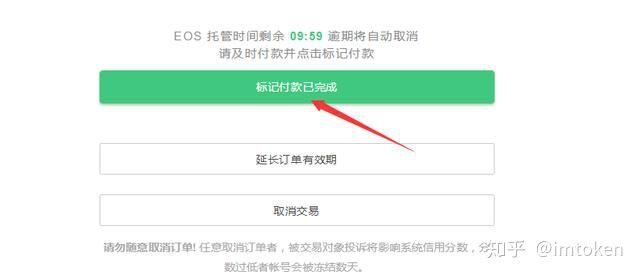 EOS 托管时间剩余 09:59 逾期将自动取消
请及时付款并点击标记付款
标记付款已完成
延长订单有效期
取消交易
请勿随意取消订单! 任意取消订单者，被交易对象投诉将影响系统信用分数，分
数过低者帐号会被冻结数天。
知乎 @imtoken